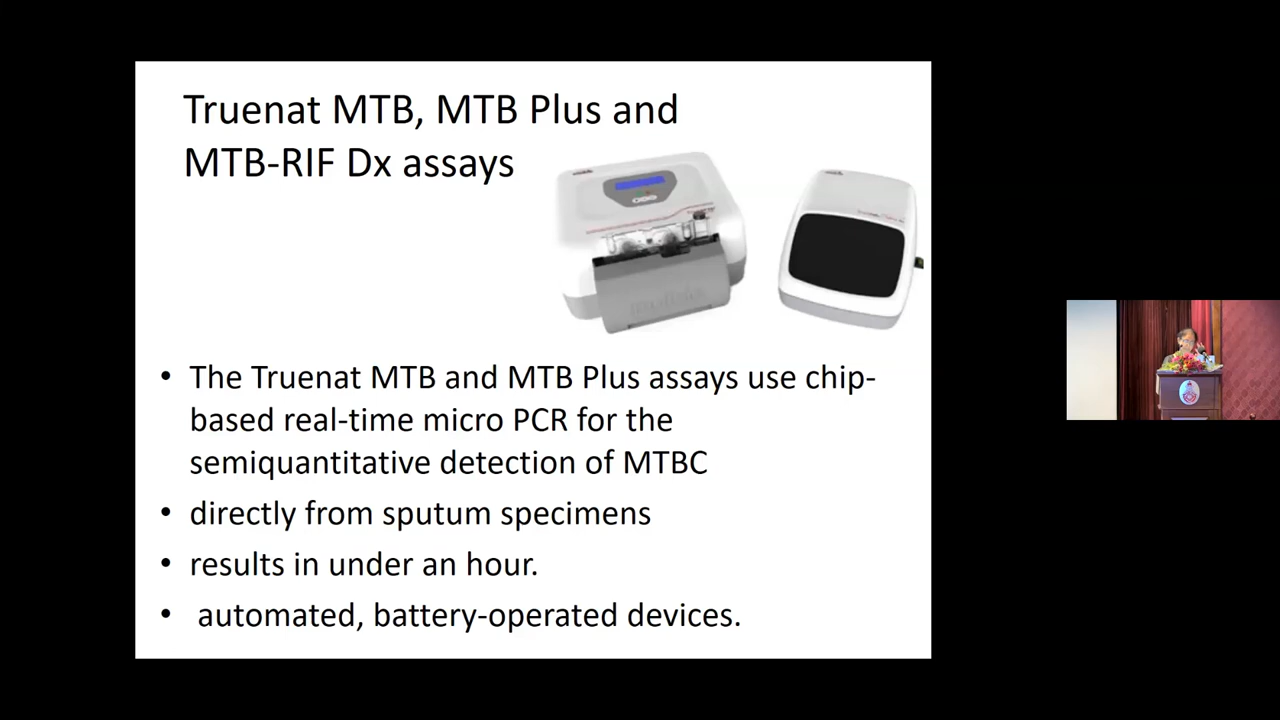 Truenat MTB, MTB Plus and
MTB-RIF Dx assays
• The Truenat MTB and MTB Plus assays use chip-
based real-time micro PCR for the
semiquantitative detection of MTBC
• directly from sputum specimens
• results in under an hour.
• automated, battery-operated devices.